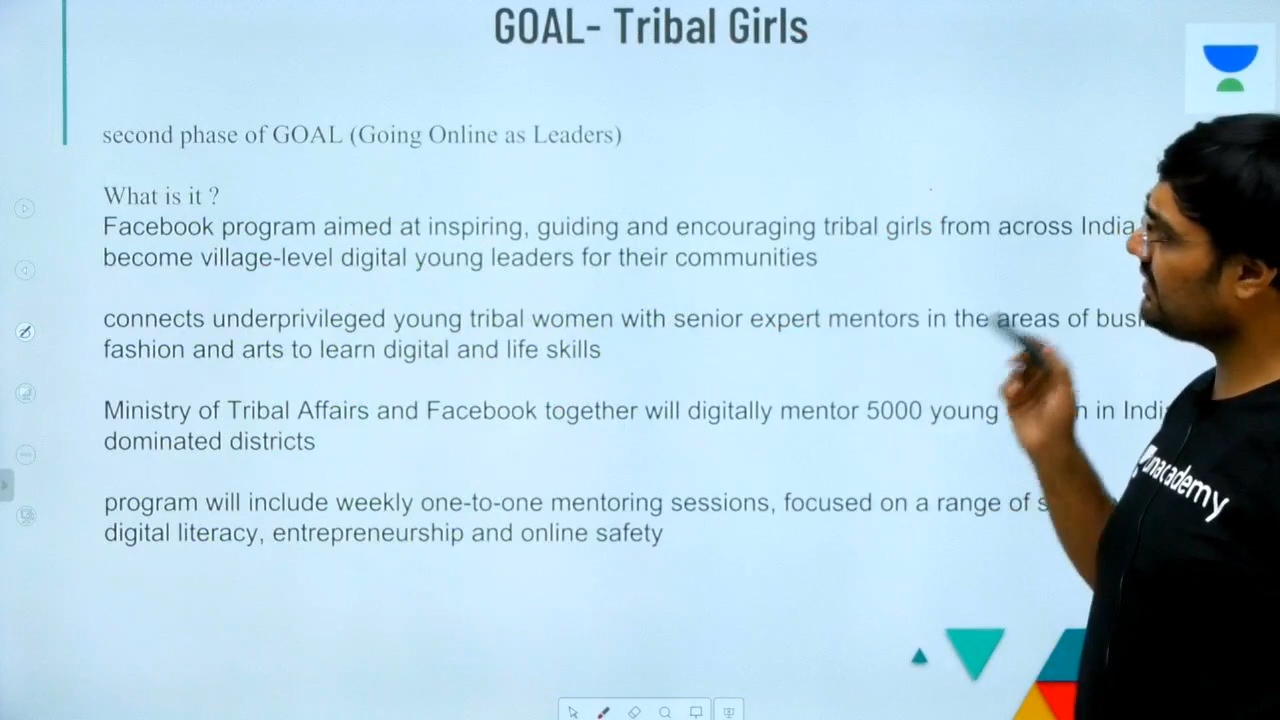 GOAL- Tribal Girls
second phase of GOAL (Going Online as Leaders)
What is it ?
Facebook program aimed at inspiring, guiding and encouraging tribal girls from across India
become village-level digital young leaders for their communities
connects underprivileged young tribal women with senior expert mentors in the areas of
fashion and arts to learn digital and life skills
Ministry of Tribal Affairs and Facebook together will digitally mentor 5000 young in
dominated districts
program will include weekly one-to-one mentoring sessions, focused on a range of
digital literacy, entrepreneurship and online safety
unacademy